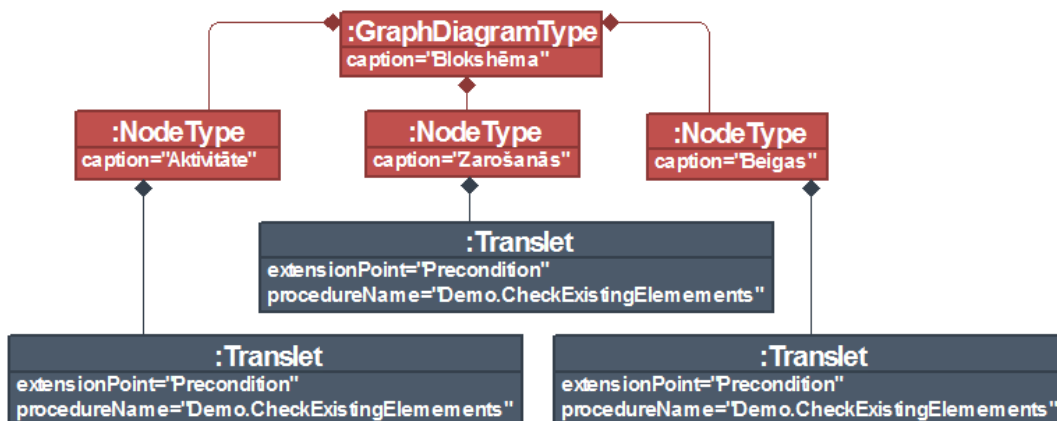 :GraphDiagramType
caption="Blokshēma"
:NodeType
caption="Aktivitāte"
:NodeType
caption="Zarošanās"
:NodeType
caption="Beigas"
:Translet
extensionPoint="Precondition"
procedureName="Demo.CheckExistingElemements"
:Translet
extensionPoint="Precondition"
procedureName="Demo.CheckExistingElemements"
:Translet
extensionPoint="Precondition"
procedureName="Demo.CheckExistingElemements"